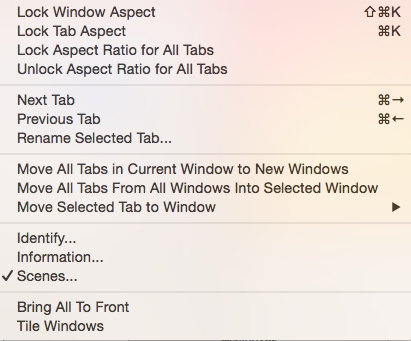 Lock Window Aspect ⇧⌘K
Lock Tab Aspect ⌘K
Lock Aspect Ratio for All Tabs
Unlock Aspect Ratio for All Tabs
Next Tab ⌘→
Previous Tab ⌘←
Rename Selected Tab...
Move All Tabs in Current Window to New Windows
Move All Tabs From All Windows Into Selected Window
Move Selected Tab to Window ▶
Identify...
Information...
✓ Scenes...
Bring All To Front
Tile Windows